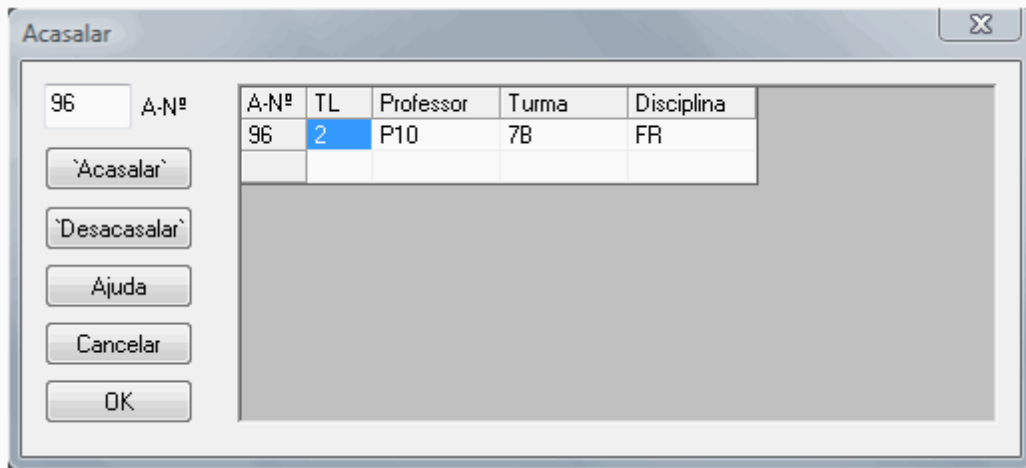 Acasalar
96 A-Nº
`Acasalar`
`Desacasalar`
Ajuda
Cancelar
OK
A-Nº TL Professor Turma Disciplina
96 2 P10 7B FR